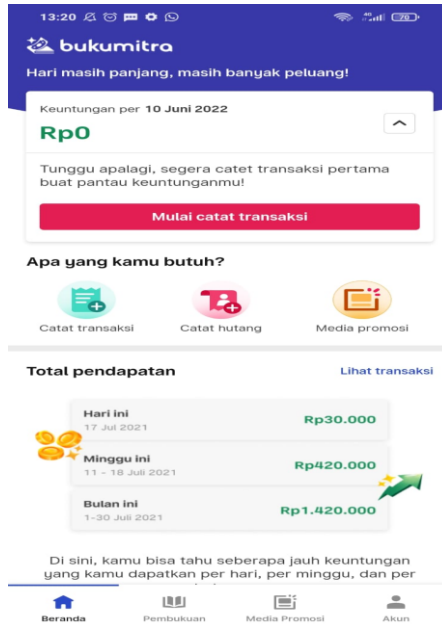 13:20
70
bukumitra
Hari masih panjang, masih banyak peluang!
Keuntungan per 10 Juni 2022
Rp0
Tunggu apalagi, segera catet transaksi pertama
buat pantau keuntunganmu!
Mulai catat transaksi
Apa yang kamu butuh?
Catat transaksi
Catat hutang
Media promosi
Total pendapatan
Lihat transaksi
Hari ini
17 Jul 2021
Rp30.000
Minggu ini
11 - 18 Juli 2021
Rp420.000
Bulan ini
1-30 Juli 2021
Rp1.420.000
Di sini, kamu bisa tahu seberapa jauh keuntungan
yang kamu dapatkan per hari, per minggu, dan per
Beranda
Pembukuan
Media Promosi
Akun